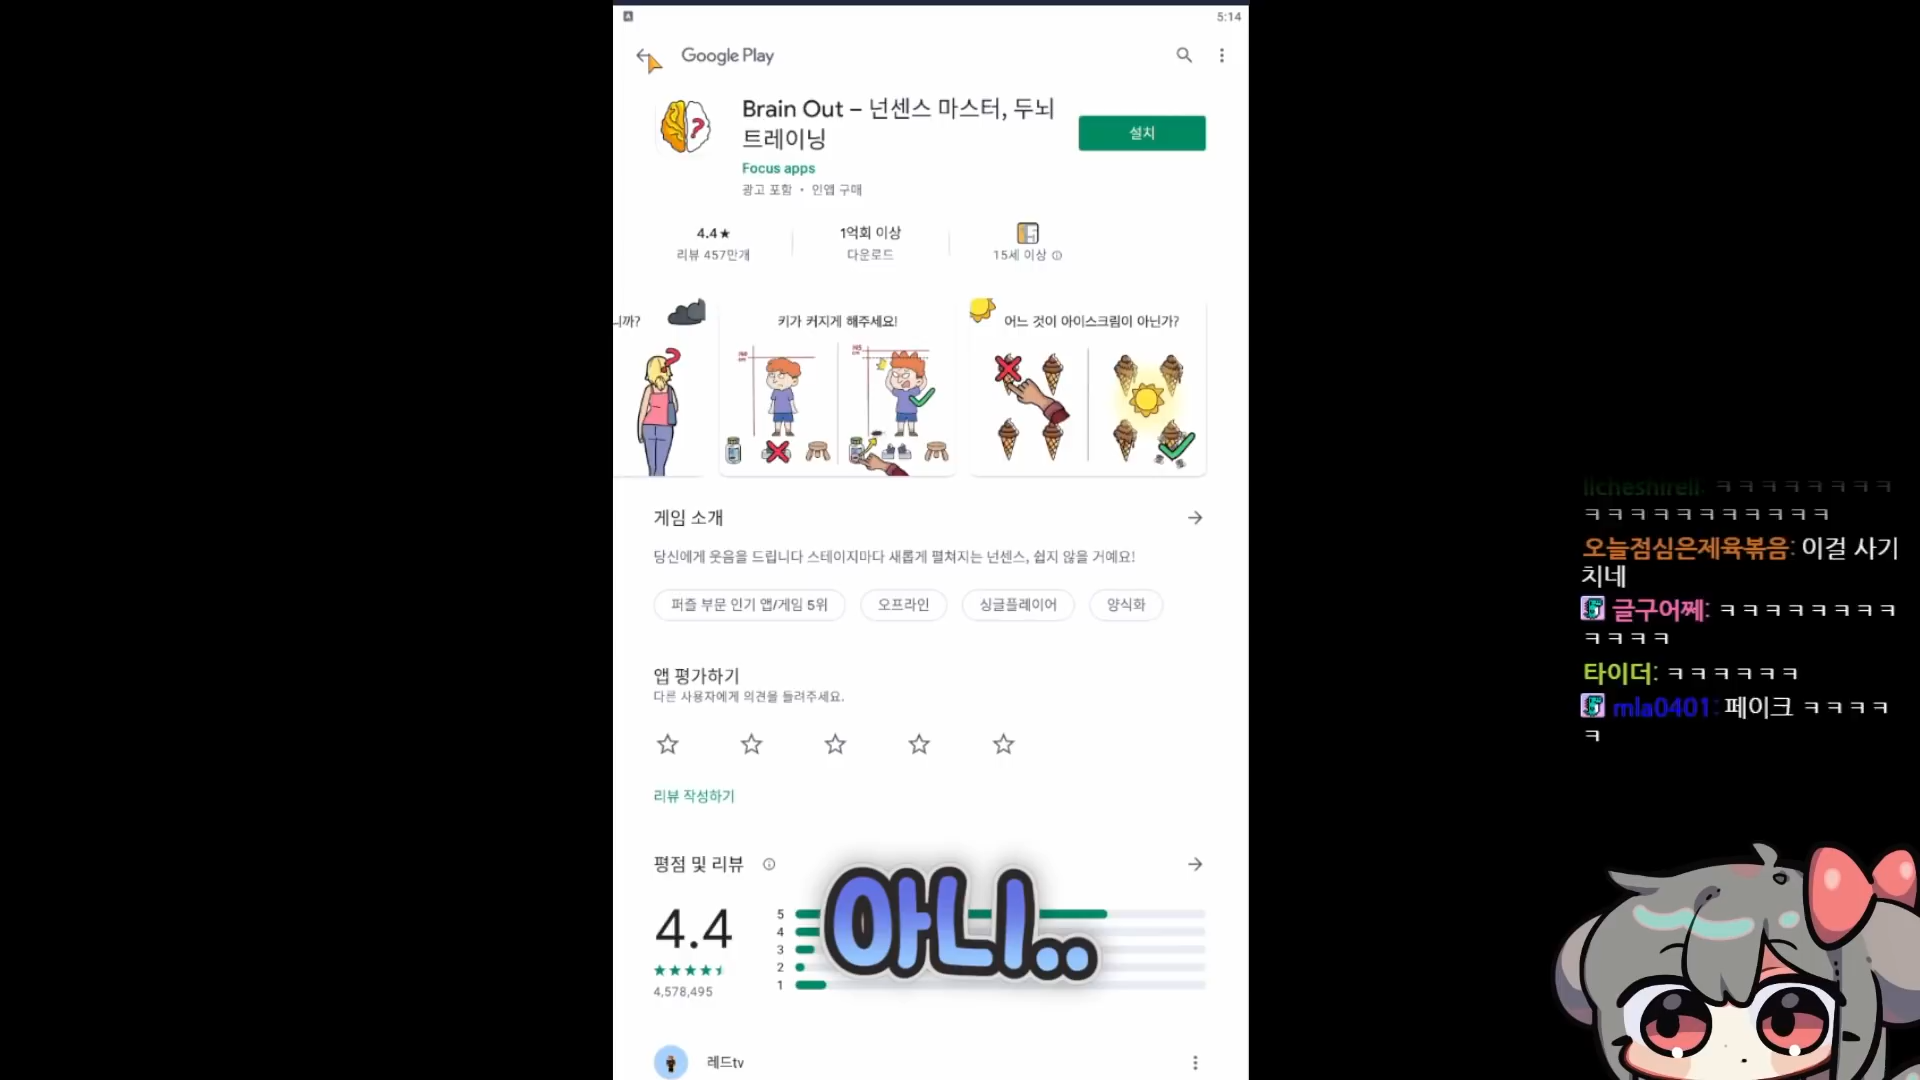 5:14
Google Play
Brain Out – 넌센스 마스터, 두뇌
트레이닝
설치
Focus apps
광고 포함 • 인앱 구매
4.4★
리뷰 457만개
1억회 이상
다운로드
15세 이상
니까?
키가 커지게 해주세요!
어느 것이 아이스크림이 아닌가?
게임 소개
당신에게 웃음을 드립니다 스테이지마다 새롭게 펼쳐지는 넌센스, 쉽지 않을 거예요!
퍼즐 부문 인기 앱/게임 5위
오프라인
싱글플레이어
양식화
앱 평가하기
다른 사용자에게 의견을 들려주세요.
리뷰 작성하기
평점 및 리뷰
4.4
4,578,495
5
4
3
2
1
아니..
레드tv
llcheshirell: ㅋㅋㅋㅋㅋㅋㅋㅋ
ㅋㅋㅋㅋㅋㅋㅋㅋㅋㅋㅋ
오늘점심은제육볶음: 이걸 사기
치네
글구어쩨: ㅋㅋㅋㅋㅋㅋㅋㅋ
ㅋㅋㅋㅋ
타이더: ㅋㅋㅋㅋㅋㅋ
mla0401: 페이크 ㅋㅋㅋㅋ
ㅋ